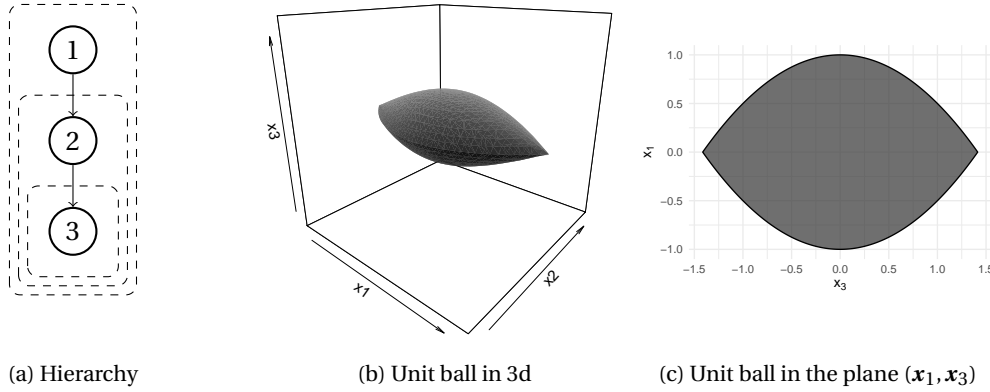 1
2
3
x3
x1
x2
1.0
0.5
0.0
−0.5
−1.0
x1
−1.5 −1.0 −0.5 0.0 0.5 1.0 1.5
x3
(a) Hierarchy
(b) Unit ball in 3d
(c) Unit ball in the plane (x1, x3)